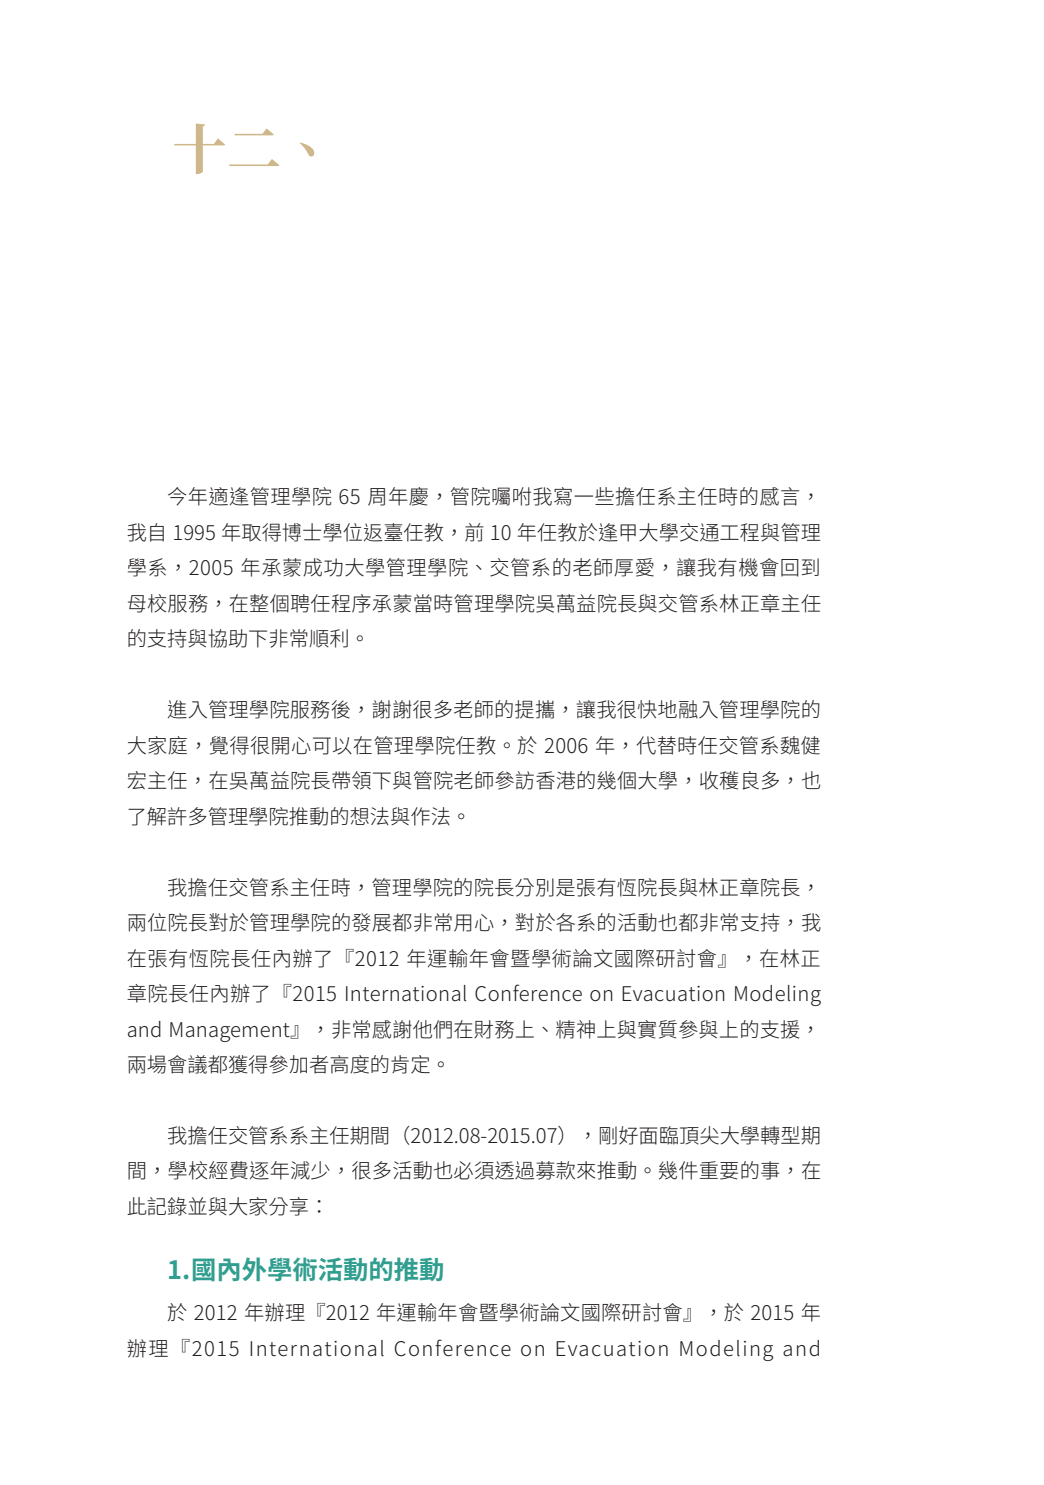 十二、
今年適逢管理學院 65 周年慶，管院囑咐我寫一些擔任系主任時的感言，
我自 1995 年取得博士學位返臺任教，前 10 年任教於逢甲大學交通工程與管理
學系，2005 年承蒙成功大學管理學院、交管系的老師厚愛，讓我有機會回到
母校服務，在整個聘任程序承蒙當時管理學院吳萬益院長與交管系林正章主任
的支持與協助下非常順利。
進入管理學院服務後，謝謝很多老師的提攜，讓我很快地融入管理學院的
大家庭，覺得很開心可以在管理學院任教。於 2006 年，代替時任交管系魏健
宏主任，在吳萬益院長帶領下與管院老師參訪香港的幾個大學，收穫良多，也
了解許多管理學院推動的想法與作法。
我擔任交管系主任時，管理學院的院長分別是張有恆院長與林正章院長，
兩位院長對於管理學院的發展都非常用心，對於各系的活動也都非常支持，我
在張有恆院長任內辦了『2012 年運輸年會暨學術論文國際研討會』，在林正
章院長任內辦了『2015 International Conference on Evacuation Modeling
and Management』，非常感謝他們在財務上、精神上與實質參與上的支援，
兩場會議都獲得參加者高度的肯定。
我擔任交管系系主任期間（2012.08-2015.07），剛好面臨頂尖大學轉型期
間，學校經費逐年減少，很多活動也必須透過募款來推動。幾件重要的事，在
此記錄並與大家分享：
1.國內外學術活動的推動
於 2012 年辦理『2012 年運輸年會暨學術論文國際研討會』，於 2015 年
辦理『2015 International Conference on Evacuation Modeling and